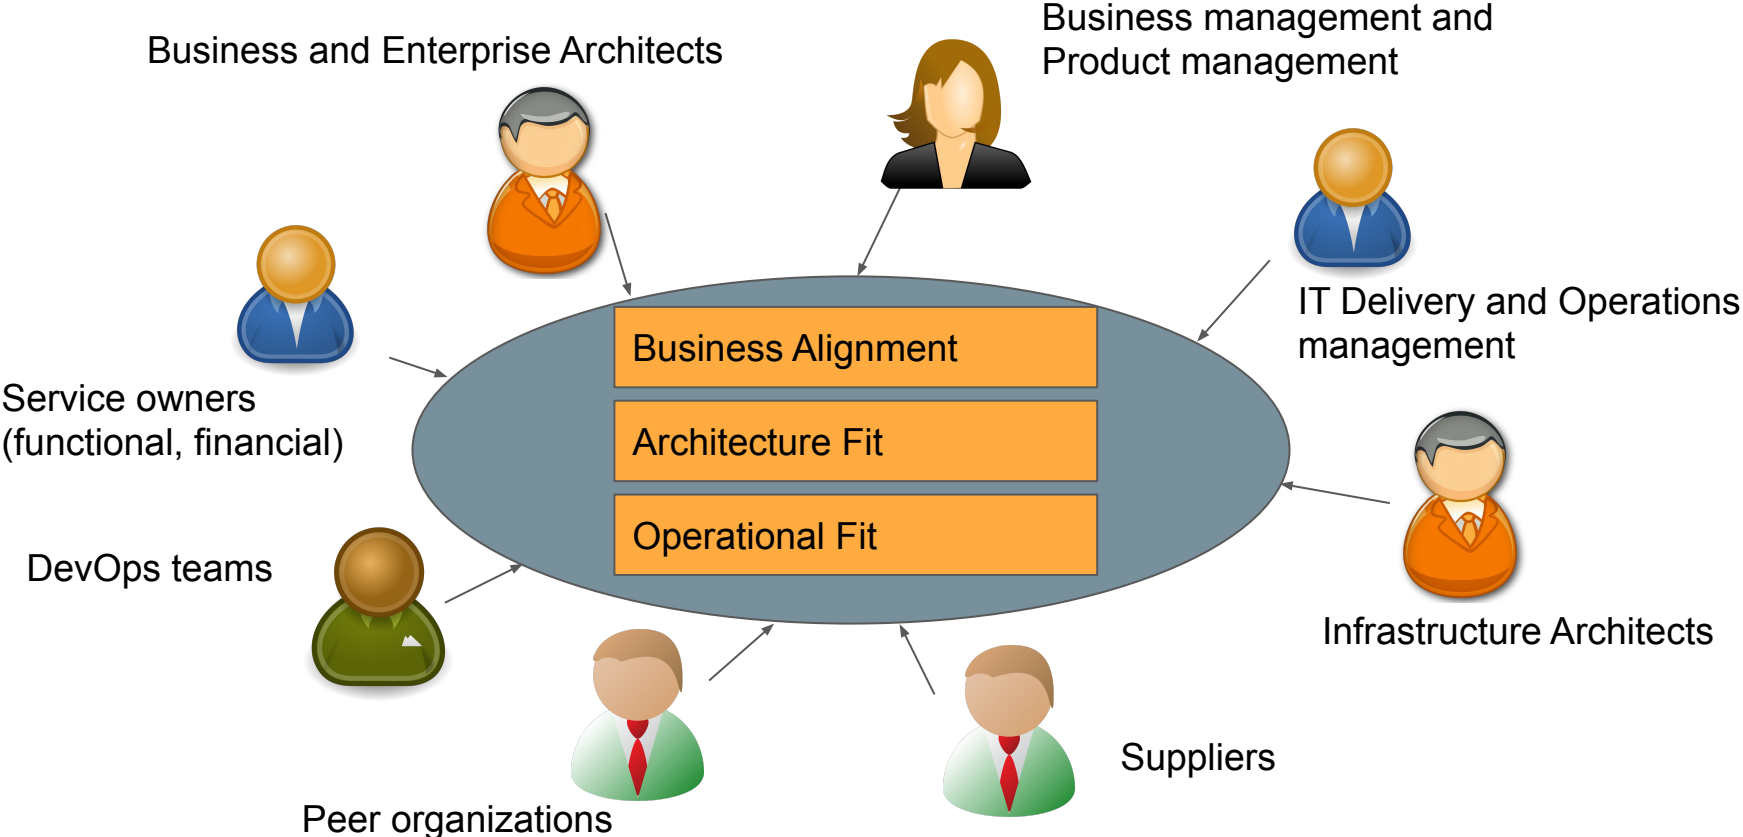 Business management and
Product management
Business and Enterprise Architects
IT Delivery and Operations
management
Business Alignment
Service owners
(functional, financial)
Architecture Fit
Operational Fit
DevOps teams
Infrastructure Architects
Suppliers
Peer organizations